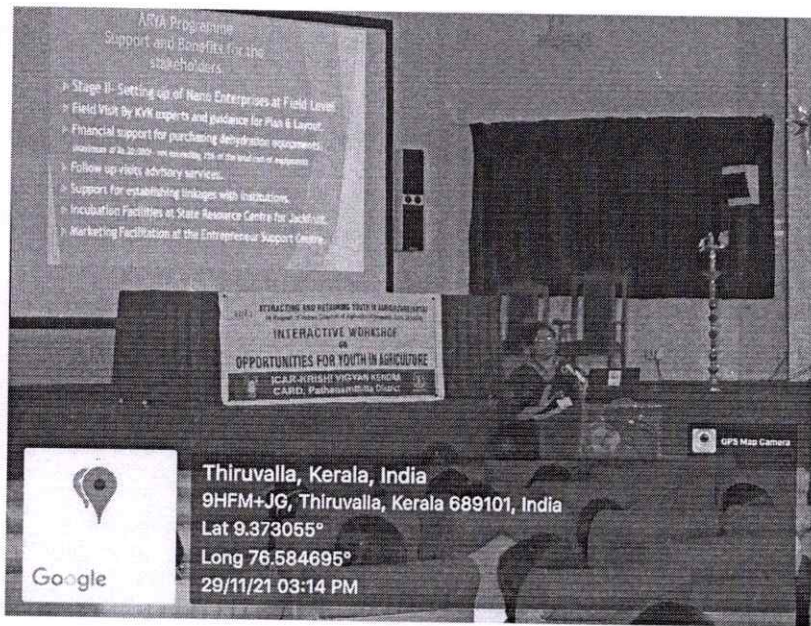 ARYA Programme
Support and Benefits for the
stakeholders
Stage II- Setting up of Nano Enterprises at Field Level.
Field Visit By KVK experts and guidance for Plan & Layout.
Financial support for purchasing dehydration equipments.
Follow up visits advisory services.
Support for establishing linkages with institutions.
Incubation Facilities at State Resource Centre for Jackfruit.
Marketing Facilitation at the Entrepreneur Support Centre.
ATTRACTING AND RETAINING YOUTH IN AGRICULTURE
INTERACTIVE WORKSHOP
ON
OPPORTUNITIES FOR YOUTH IN AGRICULTURE
ICAR-KRISHI VIGYAN KENDRA
CARD, Pathanamthitta District
GPS Map Camera
Thiruvalla, Kerala, India
9HFM+JG, Thiruvalla, Kerala 689101, India
Lat 9.373055°
Long 76.584695°
29/11/21 03:14 PM
Google